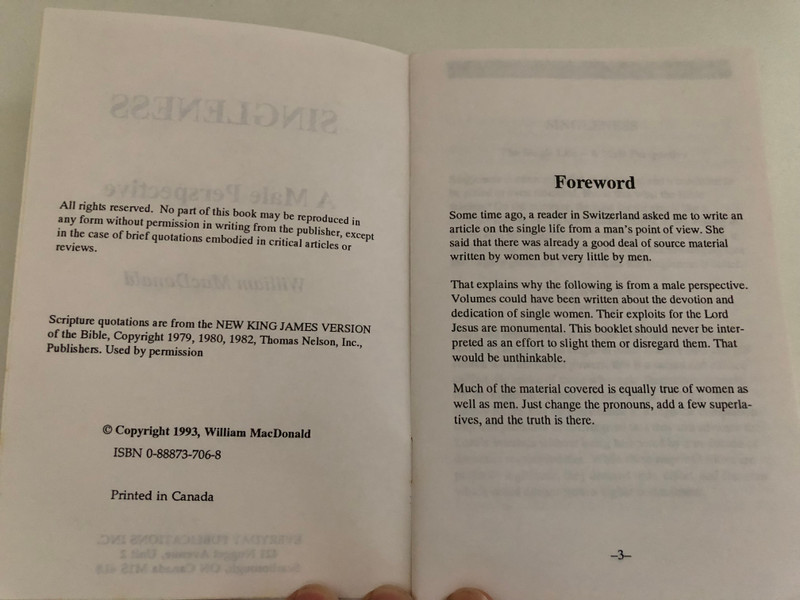 All rights reserved. No part of this book may be reproduced in
any form without permission in writing from the publisher, except
in the case of brief quotations embodied in critical articles or
reviews.
Scripture quotations are from the NEW KING JAMES VERSION
of the Bible, Copyright 1979, 1980, 1982, Thomas Nelson, Inc.,
Publishers. Used by permission
© Copyright 1993, William MacDonald
ISBN 0-88873-706-8
Printed in Canada
Foreword
Some time ago, a reader in Switzerland asked me to write an
article on the single life from a man's point of view. She
said that there was already a good deal of source material
written by women but very little by men.
That explains why the following is from a male perspective.
Volumes could have been written about the devotion and
dedication of single women. Their exploits for the Lord
Jesus are monumental. This booklet should never be inter-
preted as an effort to slight them or disregard them. That
would be unthinkable.
Much of the material covered is equally true of women as
well as men. Just change the pronouns, add a few superla-
tives, and the truth is there.
–3–